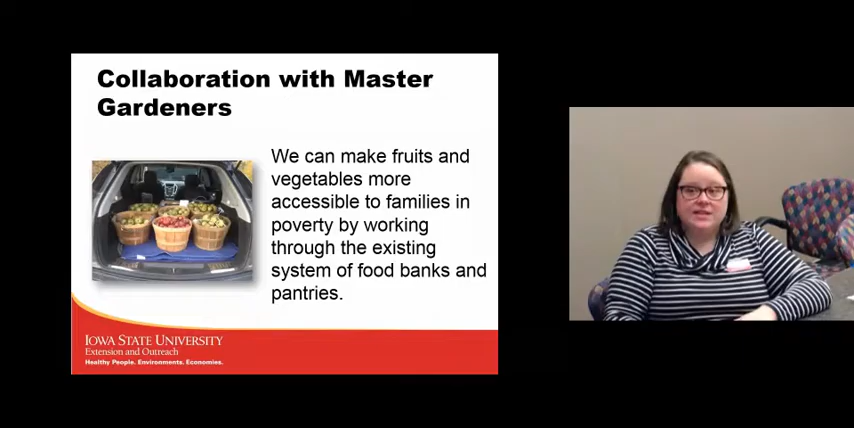 Collaboration with Master
Gardeners
We can make fruits and
vegetables more
accessible to families in
poverty by working
through the existing
system of food banks and
pantries.
IOWA STATE UNIVERSITY
Extension and Outreach
Healthy People. Environments. Economies.